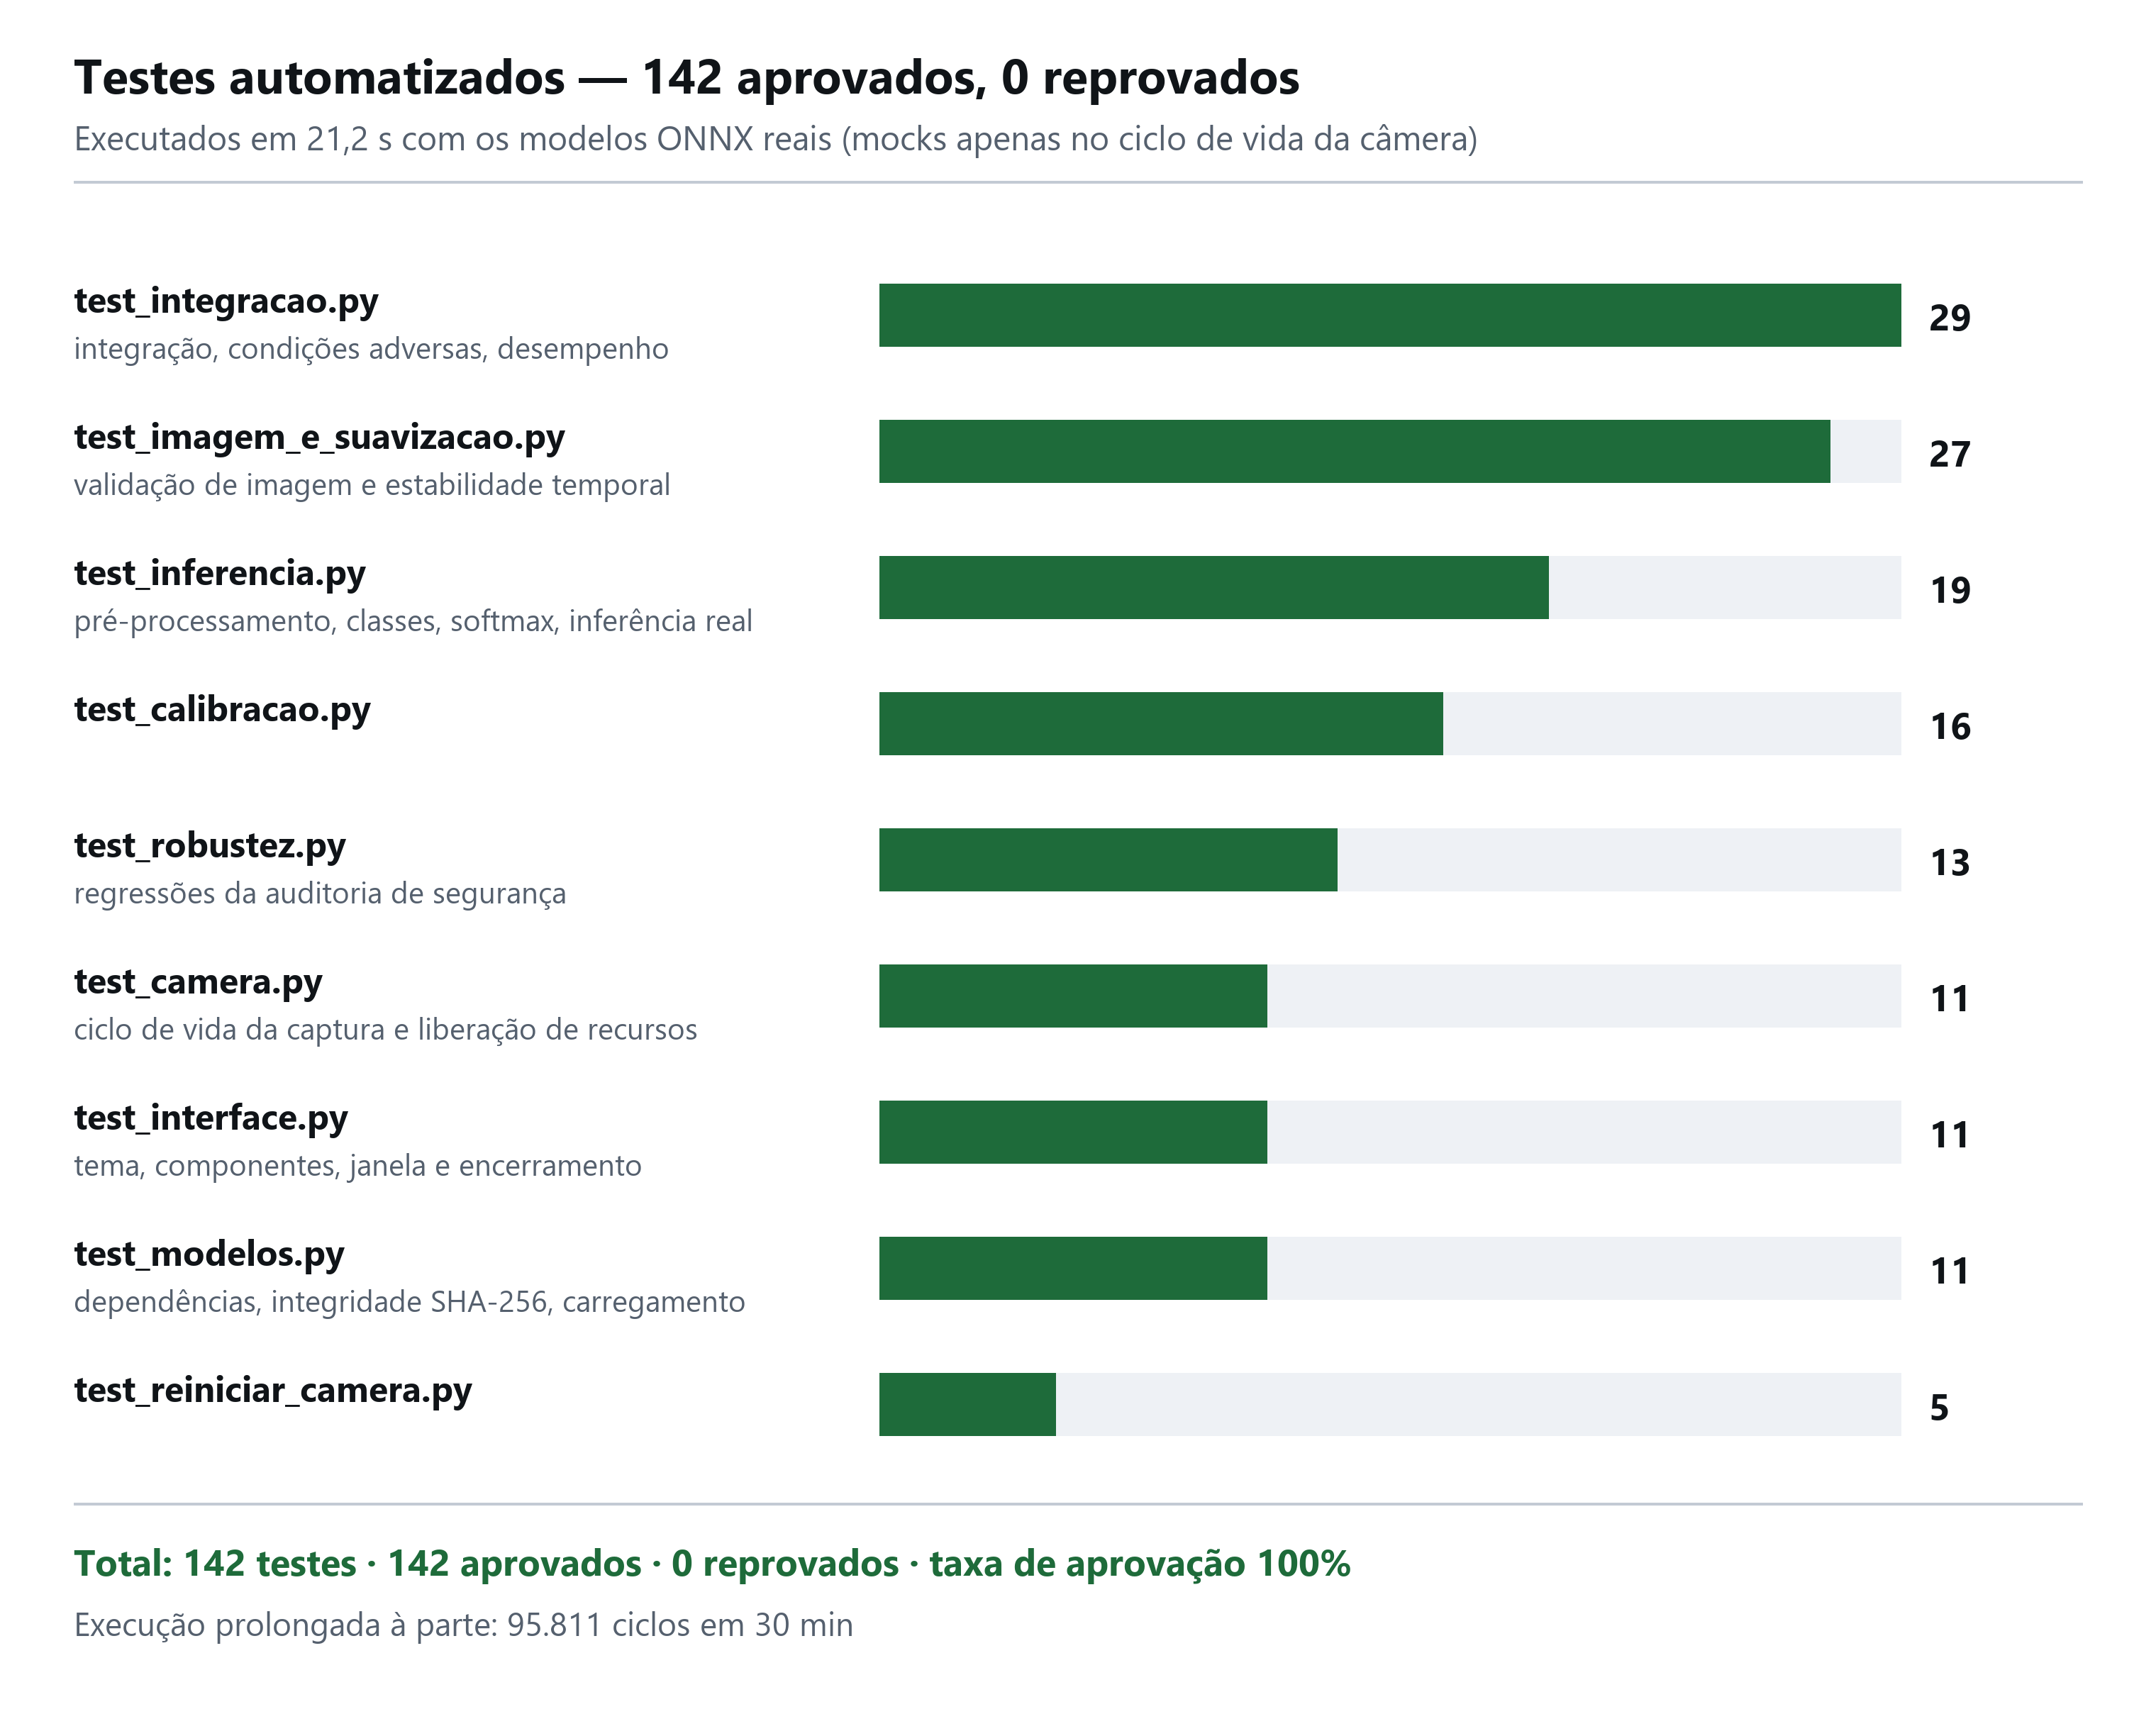 Testes automatizados — 142 aprovados, 0 reprovados
Executados em 21,2 s com os modelos ONNX reais (mocks apenas no ciclo de vida da câmera)
test_integracao.py
integração, condições adversas, desempenho
29
test_imagem_e_suavizacao.py
validação de imagem e estabilidade temporal
27
test_inferencia.py
pré-processamento, classes, softmax, inferência real
19
test_calibracao.py
16
test_robustez.py
regressões da auditoria de segurança
13
test_camera.py
ciclo de vida da captura e liberação de recursos
11
test_interface.py
tema, componentes, janela e encerramento
11
test_modelos.py
dependências, integridade SHA-256, carregamento
11
test_reiniciar_camera.py
5
Total: 142 testes · 142 aprovados · 0 reprovados · taxa de aprovação 100%
Execução prolongada à parte: 95.811 ciclos em 30 min